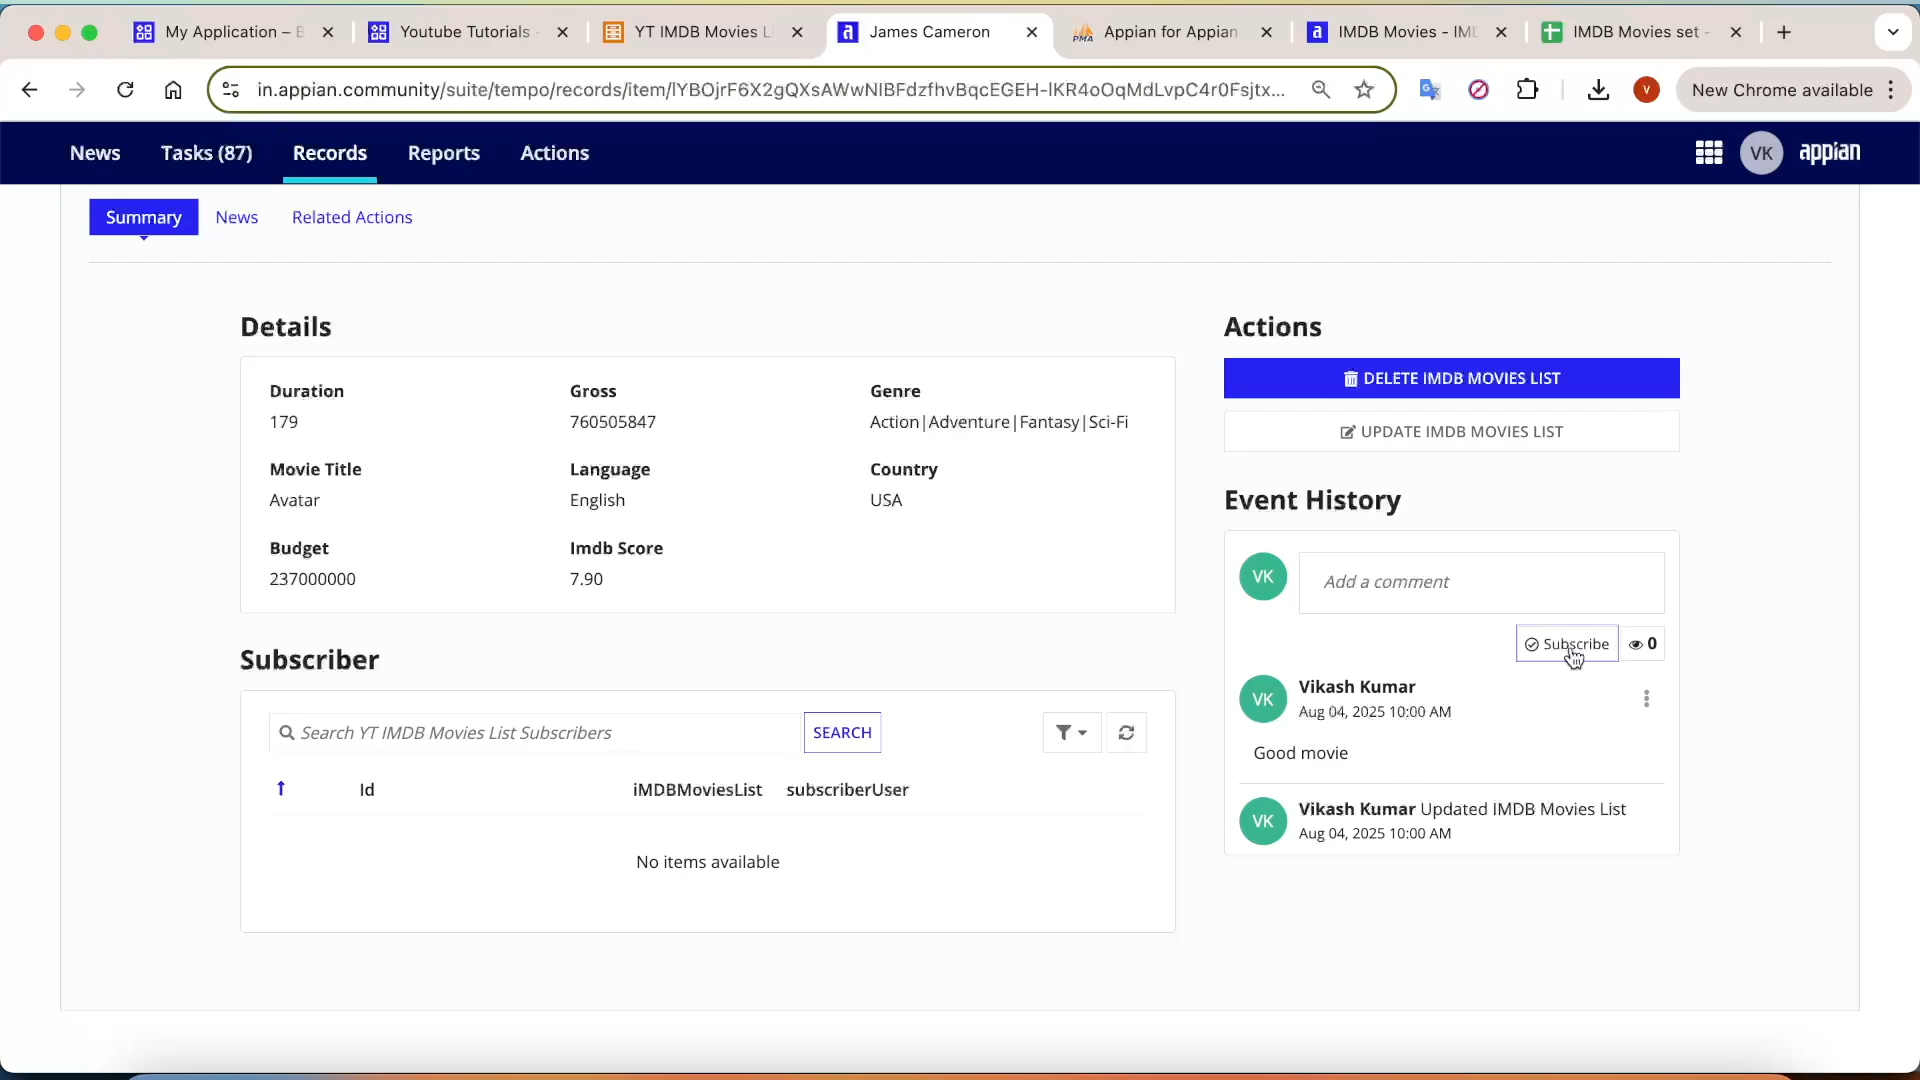 My Application – B
Youtube Tutorials -
YT IMDB Movies L
James Cameron
Appian for Appian
IMDB Movies - IM
IMDB Movies set -
in.appian.community/suite/tempo/records/item/lYBOjrF6X2gQXsAWwNIBFdzfhvBqcEGEH-lKR4oOqMdLvpC4r0Fsjtx...
V
New Chrome available
News
Tasks (87)
Records
Reports
Actions
VK
appian
Summary
News
Related Actions
Details
Duration
179
Gross
760505847
Genre
Action|Adventure|Fantasy|Sci-Fi
Movie Title
Avatar
Language
English
Country
USA
Budget
237000000
Imdb Score
7.90
Subscriber
Search YT IMDB Movies List Subscribers
SEARCH
Id
iMDBMoviesList
subscriberUser
No items available
Actions
DELETE IMDB MOVIES LIST
UPDATE IMDB MOVIES LIST
Event History
VK
Add a comment
Subscribe
0
VK
Vikash Kumar
Aug 04, 2025 10:00 AM
Good movie
VK
Vikash Kumar Updated IMDB Movies List
Aug 04, 2025 10:00 AM